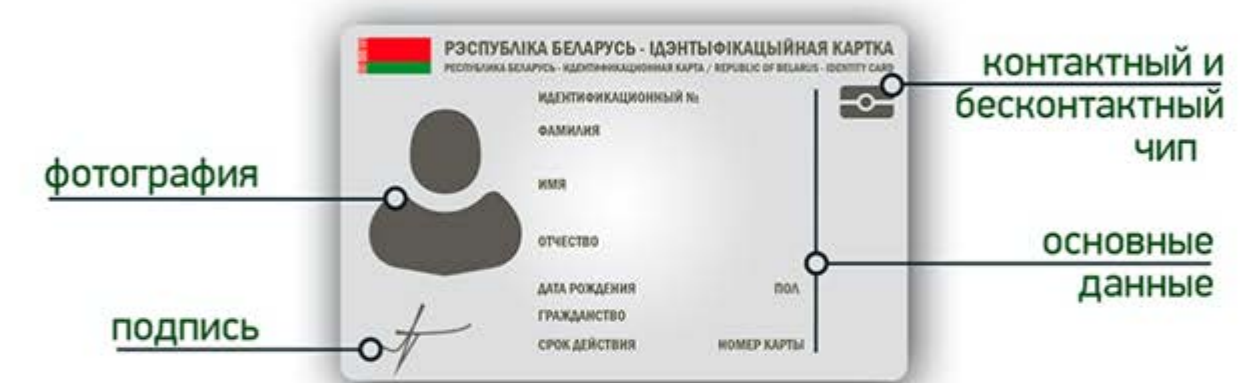 РЭСПУБЛІКА БЕЛАРУСЬ - ІДЭНТЫФІКАЦЫЙНАЯ КАРТКА
РЕСПУБЛИКА БЕЛАРУСЬ - ИДЕНТИФИКАЦИОННАЯ КАРТА / REPUBLIC OF BELARUS - IDENTITY CARD
контактный и
бесконтактный
чип
ИДЕНТИФИКАЦИОННЫЙ №
ФАМИЛИЯ
фотография
ИМЯ
ОТЧЕСТВО
основные
данные
ДАТА РОЖДЕНИЯ ПОЛ
ГРАЖДАНСТВО
подпись
СРОК ДЕЙСТВИЯ НОМЕР КАРТЫ